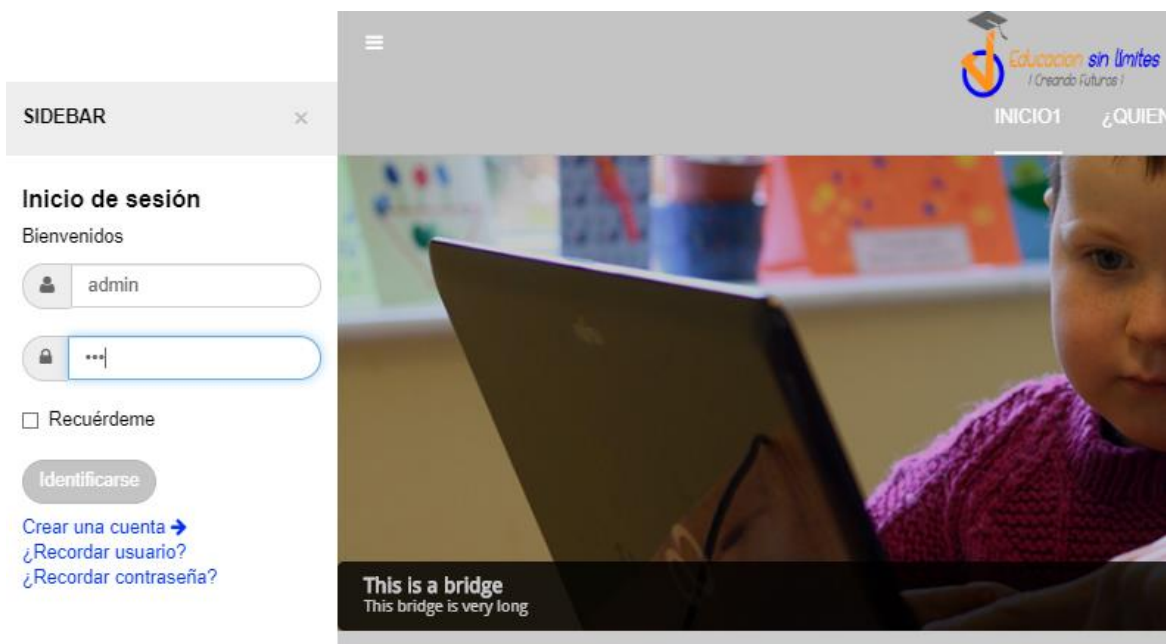 SIDEBAR ×
Inicio de sesión
Bienvenidos
admin
•••
Recuérdeme
Identificarse
Crear una cuenta →
¿Recordar usuario?
¿Recordar contraseña?
Educacion sin límites
¡ Creando Futuros !
INICIO1 ¿QUIEN
This is a bridge
This bridge is very long